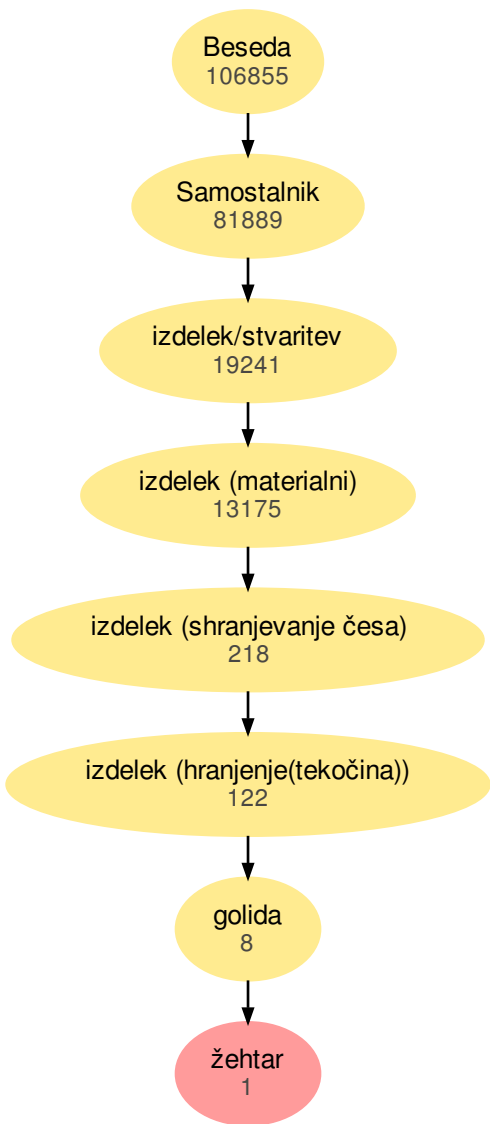 Beseda
106855
Samostalnik
81889
izdelek/stvaritev
19241
izdelek (materialni)
13175
izdelek (shranjevanje česa)
218
izdelek (hranjenje(tekočina))
122
golida
8
žehtar
1